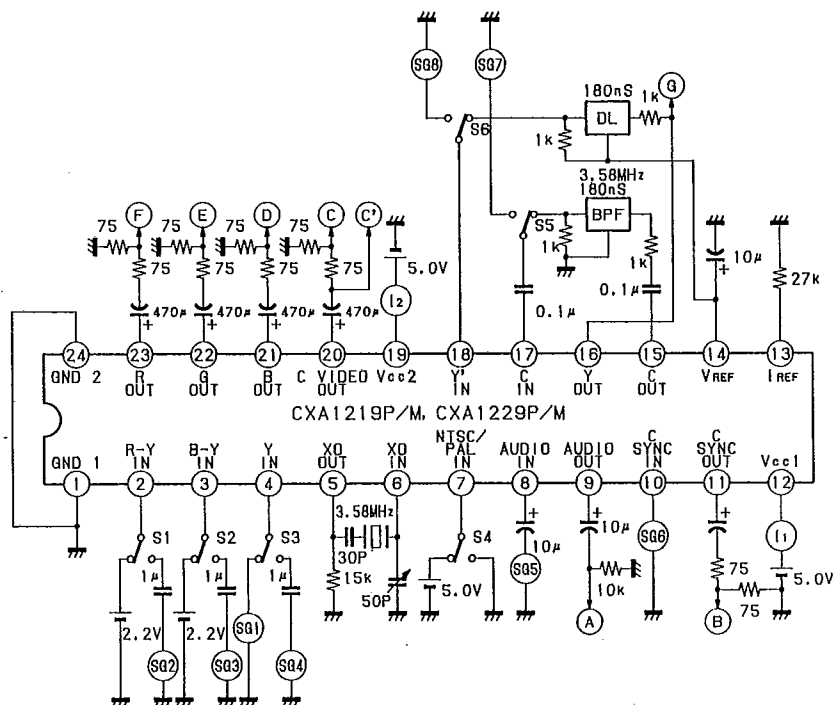 SG8
SG7
G
180nS
1k
DL
S6
1k
3.58MHz
180nS
BPF
S5
1k
1k
F
E
D
C
C'
75
75
75
75
75
75
75
75
5.0V
10μ
27k
I2
470μ
470μ
470μ
470μ
0.1μ
0.1μ
24
23
22
21
20
19
18
17
16
15
14
13
GND 2
R OUT
G OUT
B OUT
C VIDEO OUT
Vcc2
Y' IN
C IN
Y OUT
C OUT
VREF
IREF
CXA1219P/M, CXA1229P/M
GND 1
R-Y IN
B-Y IN
Y IN
XO OUT
XO IN
NTSC/ PAL IN
AUDIO IN
AUDIO OUT
C SYNC IN
C SYNC OUT
Vcc1
1
2
3
4
5
6
7
8
9
10
11
12
S1
S2
S3
3.58MHz
S4
SG6
I1
1μ
1μ
1μ
30P
15k
50P
5.0V
10μ
10μ
75
5.0V
2.2V
2.2V
SG1
SG5
10k
75
A
B
SG2
SG3
SG4